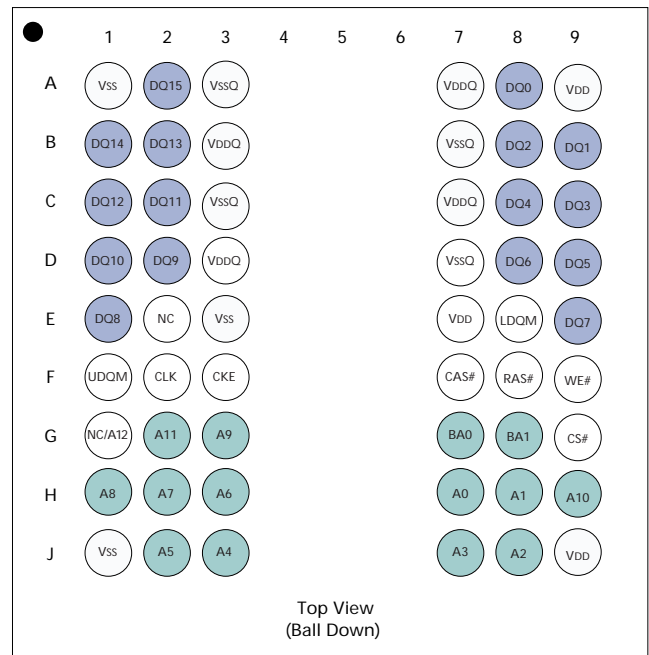 1 2 3 4 5 6 7 8 9
A VSS DQ15 VSSQ VDDQ DQ0 VDD
B DQ14 DQ13 VDDQ VSSQ DQ2 DQ1
C DQ12 DQ11 VSSQ VDDQ DQ4 DQ3
D DQ10 DQ9 VDDQ VSSQ DQ6 DQ5
E DQ8 NC VSS VDD LDQM DQ7
F UDQM CLK CKE CAS# RAS# WE#
G NC/A12 A11 A9 BA0 BA1 CS#
H A8 A7 A6 A0 A1 A10
J VSS A5 A4 A3 A2 VDD
Top View
(Ball Down)